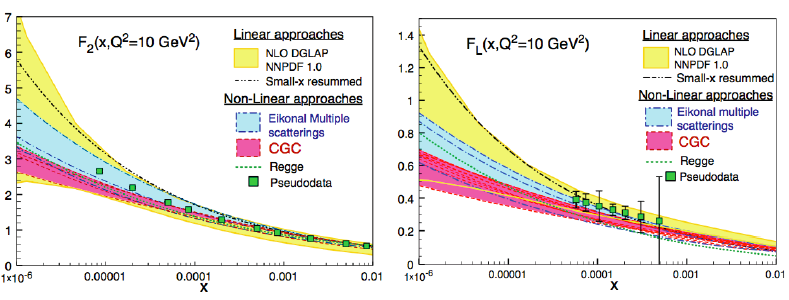 F2(x,Q²=10 GeV²)
Linear approaches
NLO DGLAP
NNPDF 1.0
Small-x resummed
Non-Linear approaches
Eikonal Multiple
scatterings
CGC
Regge
Pseudodata
7
6
5
4
3
2
1
0
1×10⁻⁶
0.00001
0.0001
0.001
0.01
X
FL(x,Q²=10 GeV²)
Linear approaches
NLO DGLAP
NNPDF 1.0
Small-x resummed
Non-Linear approaches
Eikonal multiple
scatterings
CGC
Regge
Pseudodata
1.4
1.2
1
0.8
0.6
0.4
0.2
0
1×10⁻⁶
0.00001
0.0001
0.001
0.01
X